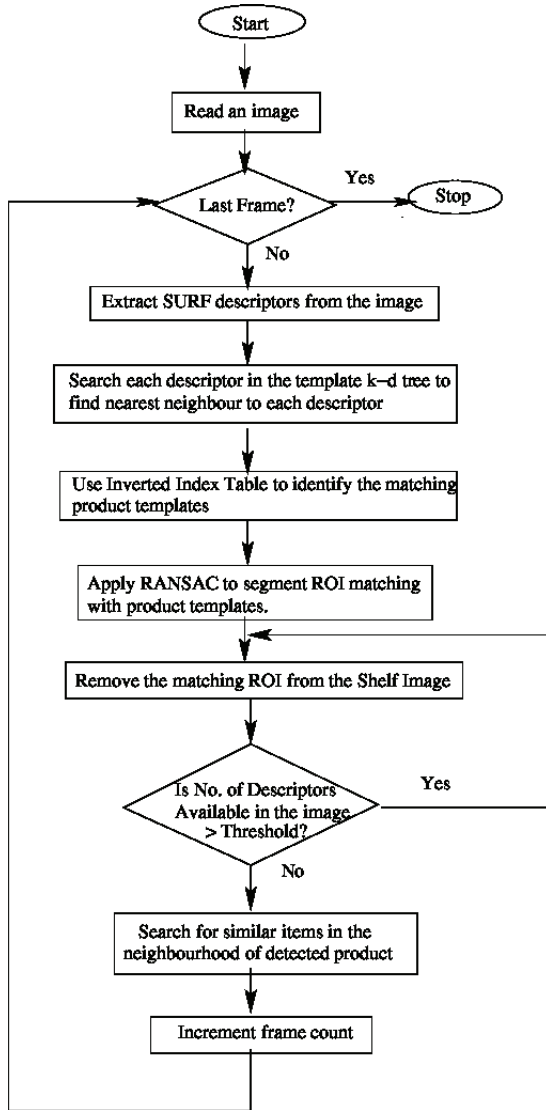 Start
Read an image
Yes
Last Frame?
Stop
No
Extract SURF descriptors from the image
Search each descriptor in the template k–d tree to
find nearest neighbour to each descriptor
Use Inverted Index Table to identify the matching
product templates
Apply RANSAC to segment ROI matching
with product templates.
Remove the matching ROI from the Shelf Image
Is No. of Descriptors
Available in the image
> Threshold?
Yes
No
Search for similar items in the
neighbourhood of detected product
Increment frame count